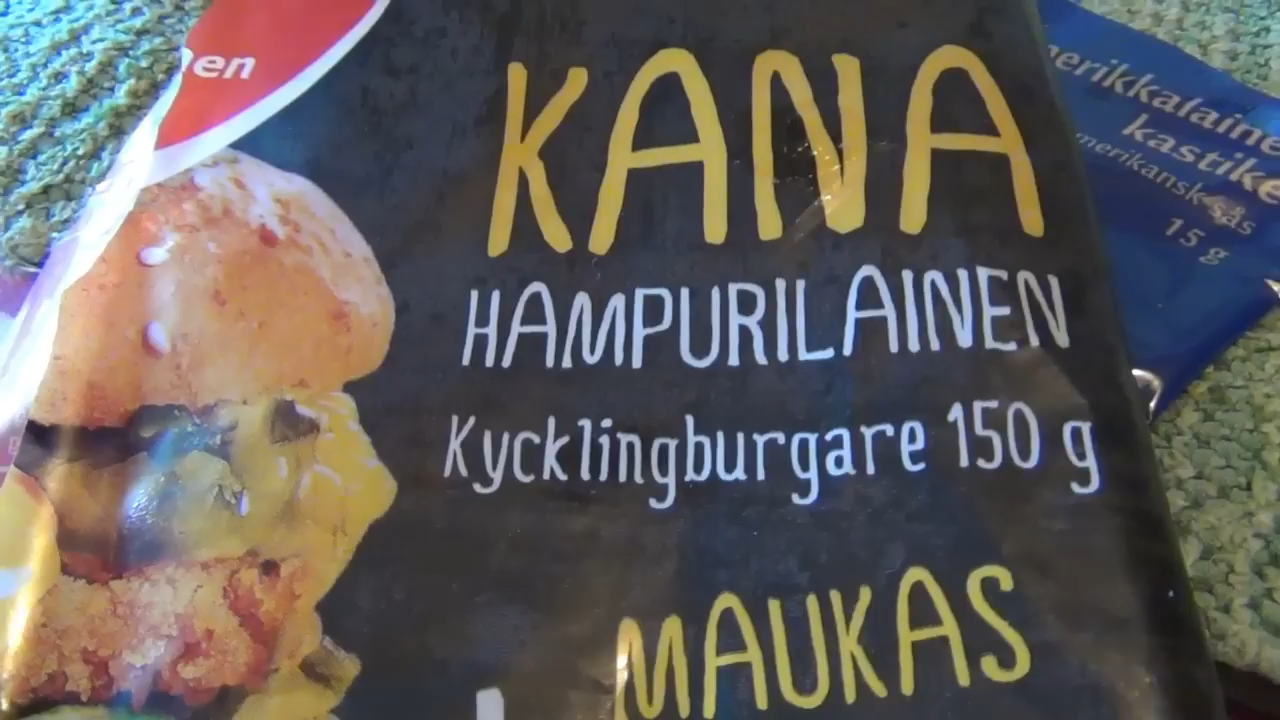 KANA
HAMPURILAINEN
Kycklingburgare 150 g
MAUKAS
kastike
15 g